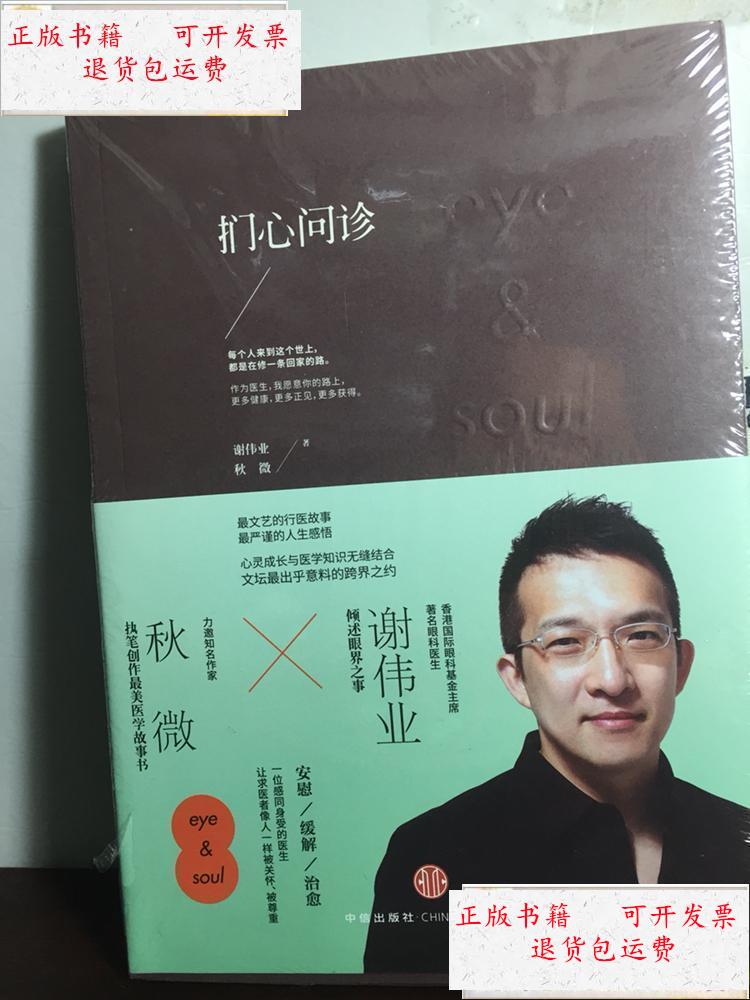 正版书籍 可开发票
退货包运费
扪心问诊
eye
&
soul
每个人来到这个世上，
都是在修一条回家的路。
作为医生，我愿意你的路上，
更多健康，更多正见，更多获得。
谢伟业
秋 微
著
最文艺的行医故事
最严谨的人生感悟
心灵成长与医学知识无缝结合
文坛最出乎意料的跨界之约
香港国际眼科基金主席
著名眼科医生
谢伟业
倾述眼界之事
力邀知名作家
秋微
执笔创作最美医学故事书
安慰/缓解/治愈
一位感同身受的医生
让求医者像人一样被关怀、被尊重
eye
&
soul
中信出版社·CHIN
正版书籍 可开发票
退货包运费